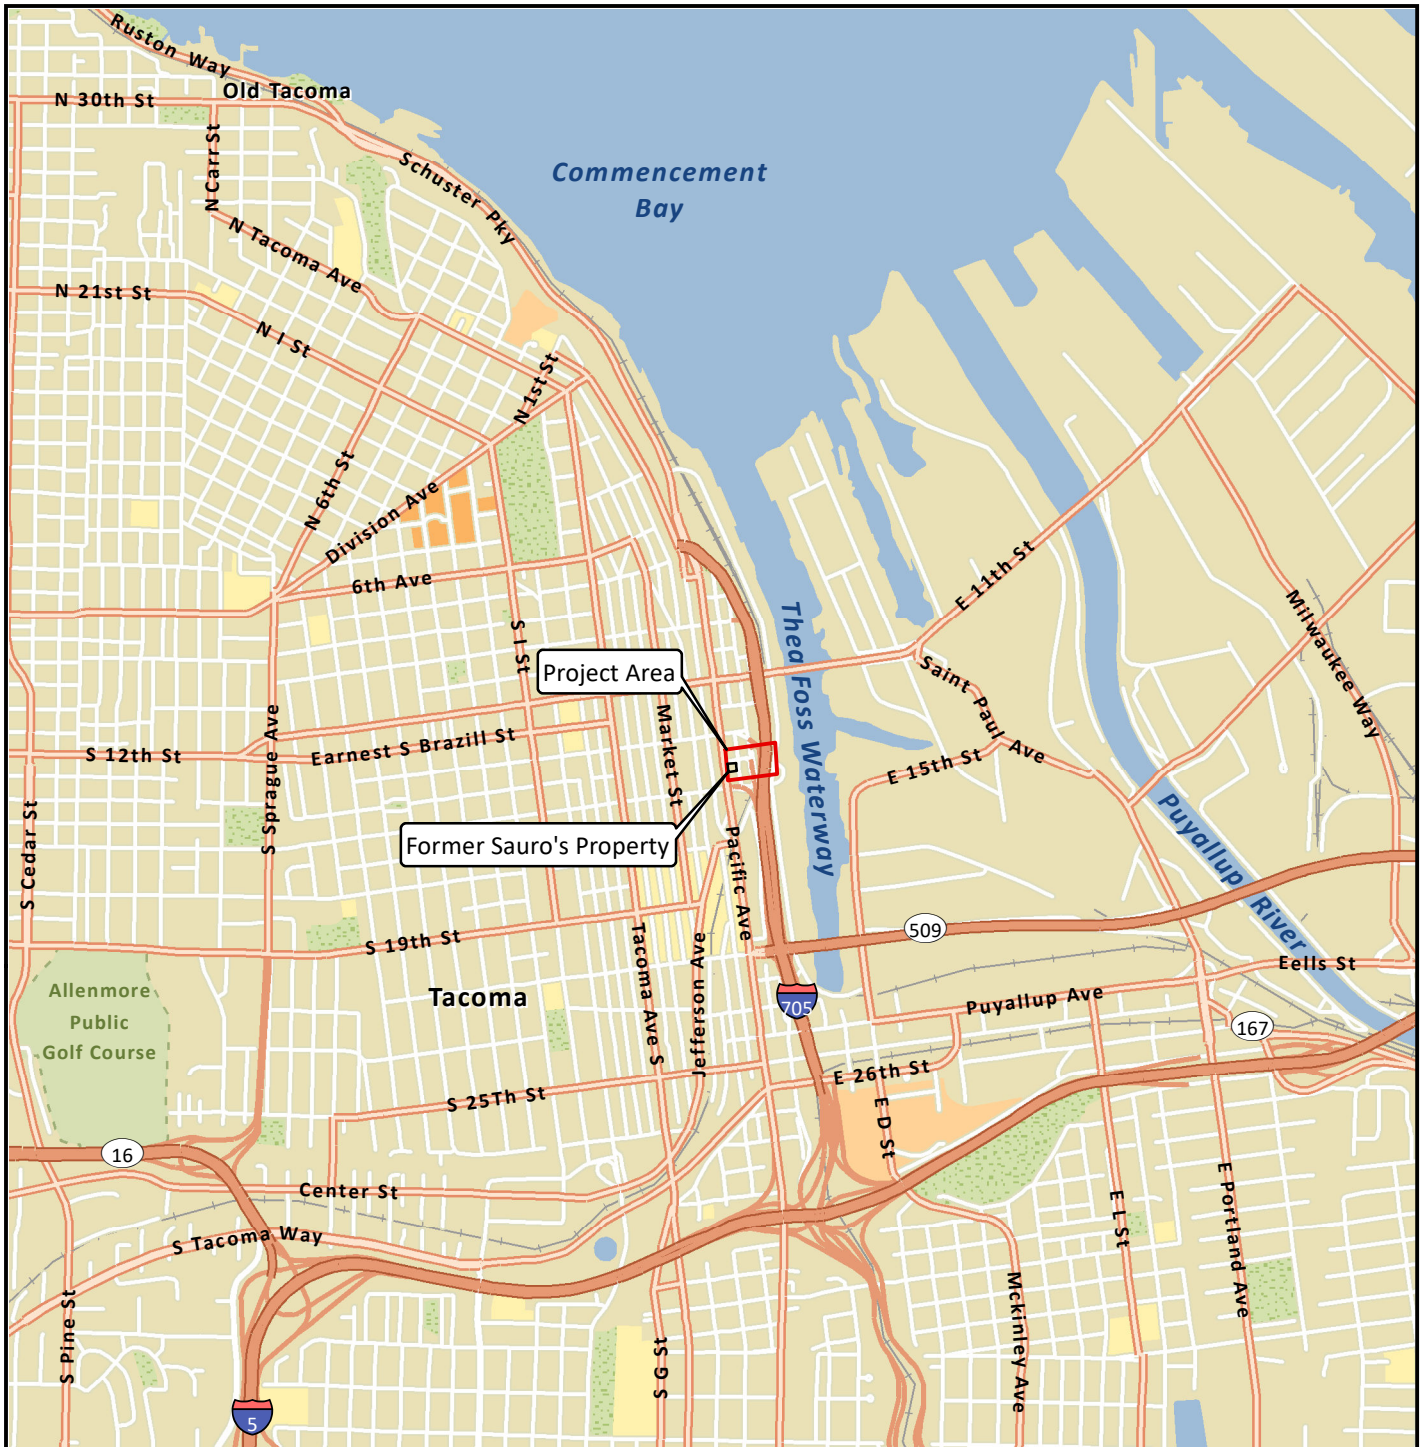 Ruston Way
Old Tacoma
N 30th St
N Carr St
Schuster Pky
Commencement
Bay
N Tacoma Ave
N 21st St
N I St
N 1st St
N 6th St
Division Ave
6th Ave
E 11th St
Thea Foss Waterway
Milwaukee Way
S I St
Project Area
Saint Paul Ave
Market St
S Sprague Ave
S 12th St
Earnest S Brazill St
E 15th St
Puyallup River
S Cedar St
Former Sauro's Property
Pacific Ave
509
S 19th St
Tacoma Ave S
Jefferson Ave
Eells St
Allenmore
Public
Golf Course
Tacoma
705
Puyallup Ave
167
E 26th St
S 25Th St
E D St
16
Center St
E L St
E Portland Ave
S Tacoma Way
S Pine St
Mckinley Ave
S G St
5